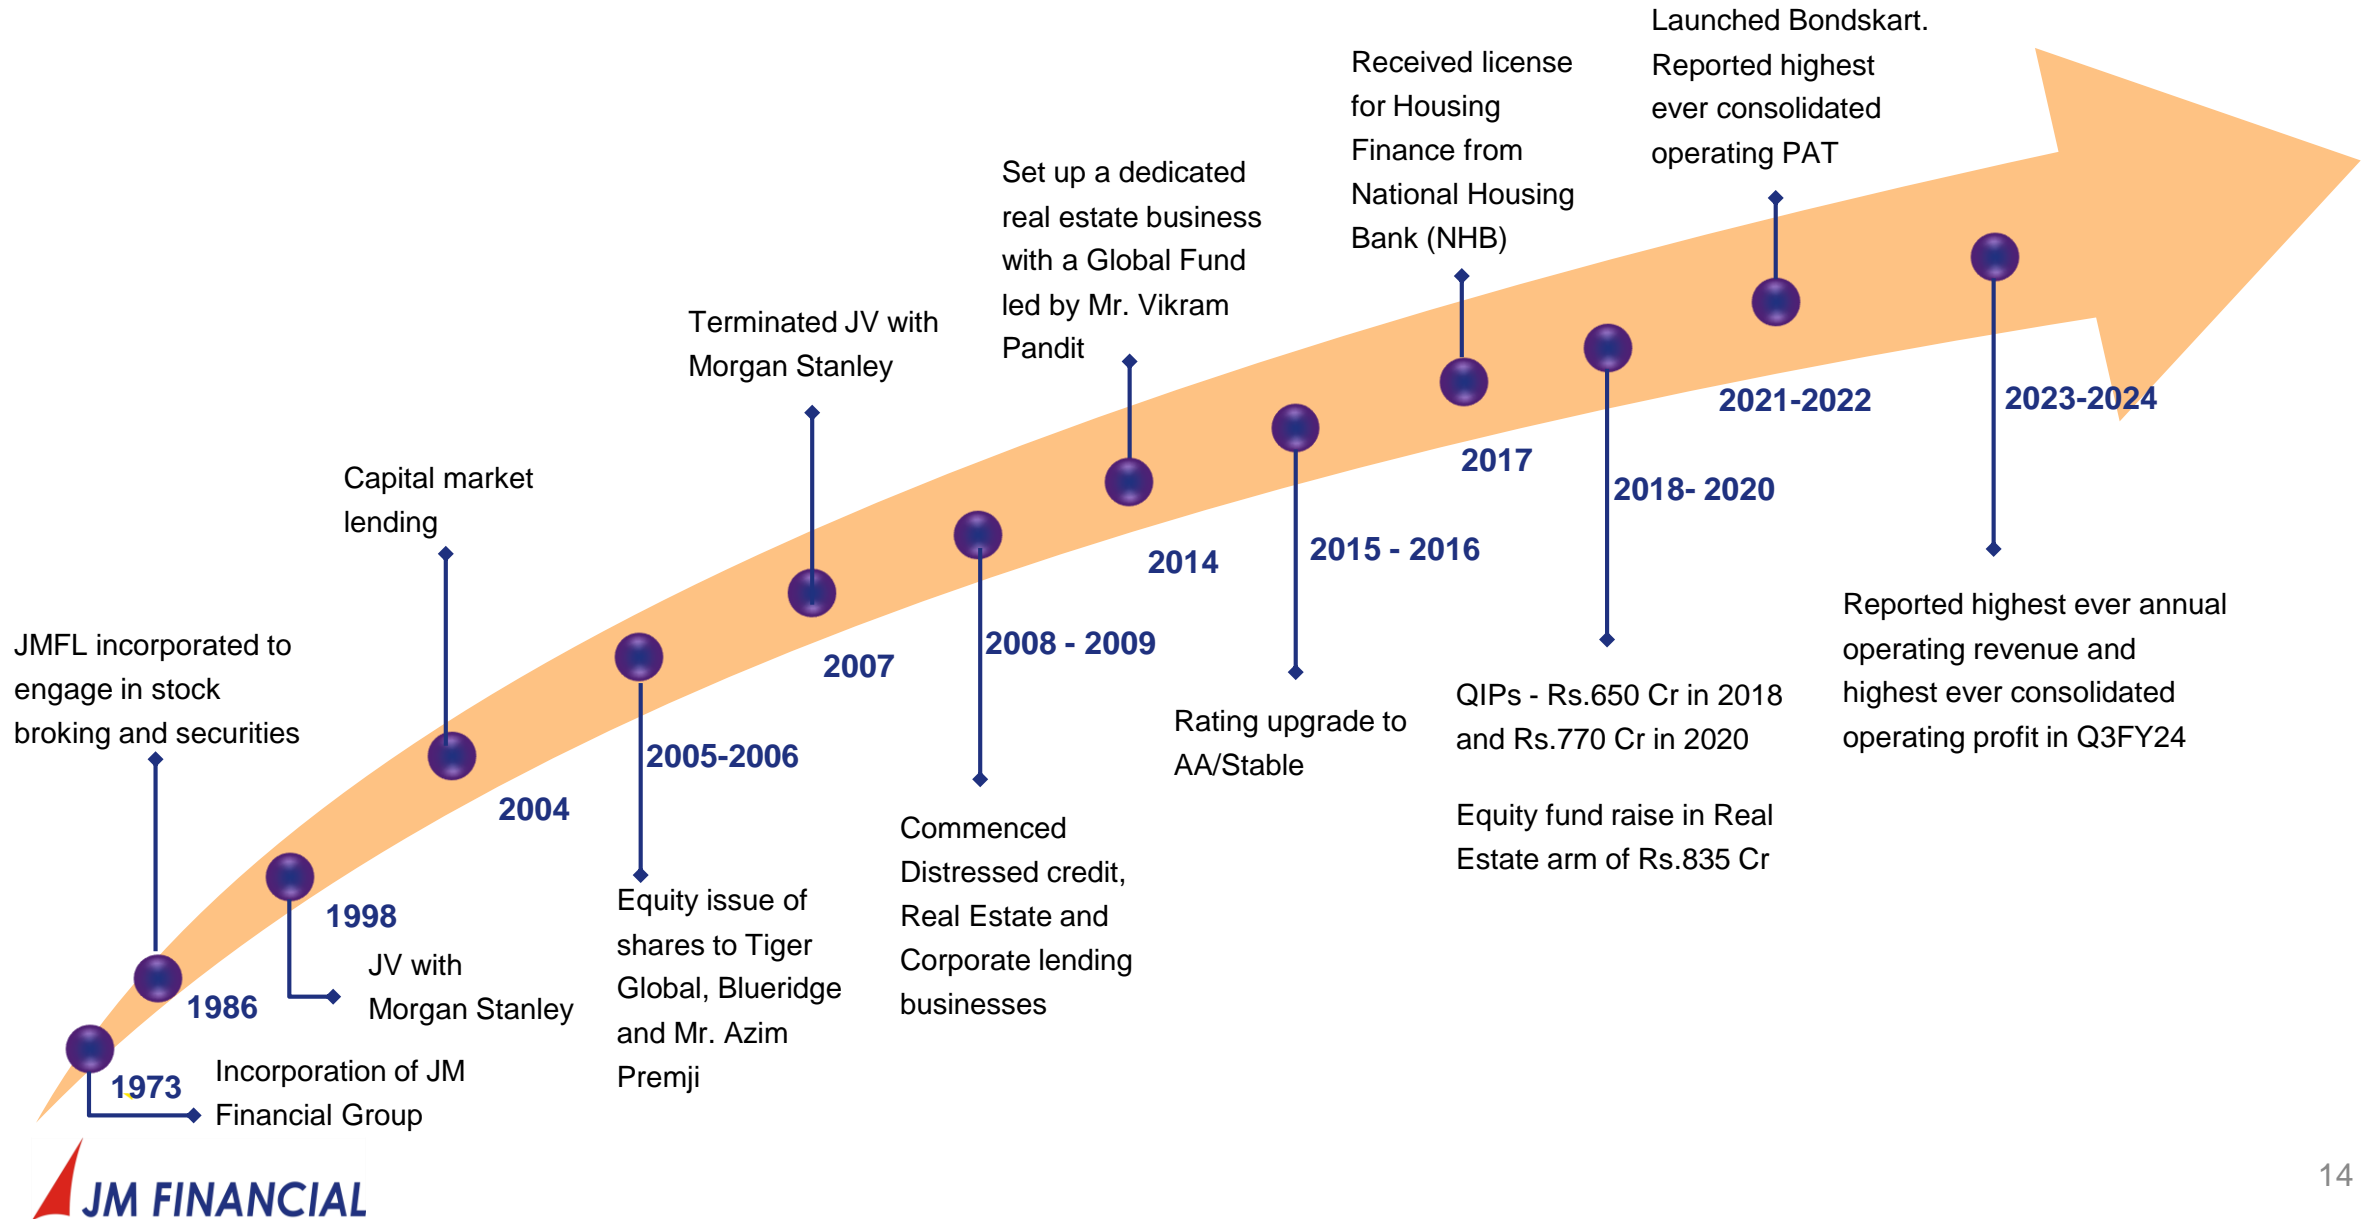 Launched Bondskart.
Reported highest
ever consolidated
operating PAT
Received license
for Housing
Finance from
National Housing
Bank (NHB)
Set up a dedicated
real estate business
with a Global Fund
led by Mr. Vikram
Pandit
Terminated JV with
Morgan Stanley
Capital market
lending
JMFL incorporated to
engage in stock
broking and securities
2023-2024
2021-2022
2018- 2020
2017
2015 - 2016
2014
2008 - 2009
2007
2005-2006
2004
1998
1986
1973
Incorporation of JM
Financial Group
JV with
Morgan Stanley
Equity issue of
shares to Tiger
Global, Blueridge
and Mr. Azim
Premji
Commenced
Distressed credit,
Real Estate and
Corporate lending
businesses
Rating upgrade to
AA/Stable
QIPs - Rs.650 Cr in 2018
and Rs.770 Cr in 2020
Equity fund raise in Real
Estate arm of Rs.835 Cr
Reported highest ever annual
operating revenue and
highest ever consolidated
operating profit in Q3FY24
JM FINANCIAL
14